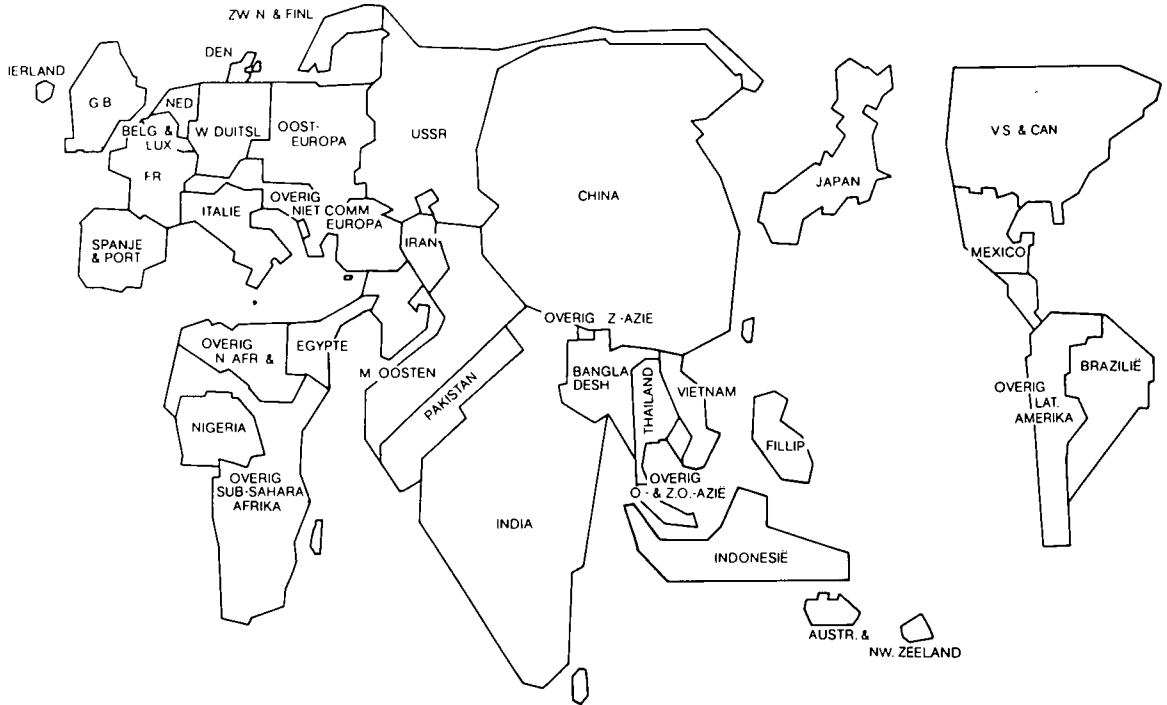 ZW N & FINL
DEN
IERLAND
G B
NED
BELG &
LUX
W DUITSL
OOST-
EUROPA
USSR
FR
ITALIE
OVERIG
NIET COMM
EUROPA
SPANJE
& PORT
IRAN
CHINA
JAPAN
V.S & CAN
MEXICO
OVERIG Z-AZIE
OVERIG
N AFR &
EGYPTE
M OOSTEN
PAKISTAN
BANGLA
DESH
THAILAND
VIETNAM
FILLIP
OVERIG
LAT.
AMERIKA
BRAZILIË
NIGERIA
OVERIG
SUB-SAHARA
AFRIKA
OVERIG
O- & Z.O.-AZIË
INDIA
INDONESIË
AUSTR. &
NW. ZEELAND